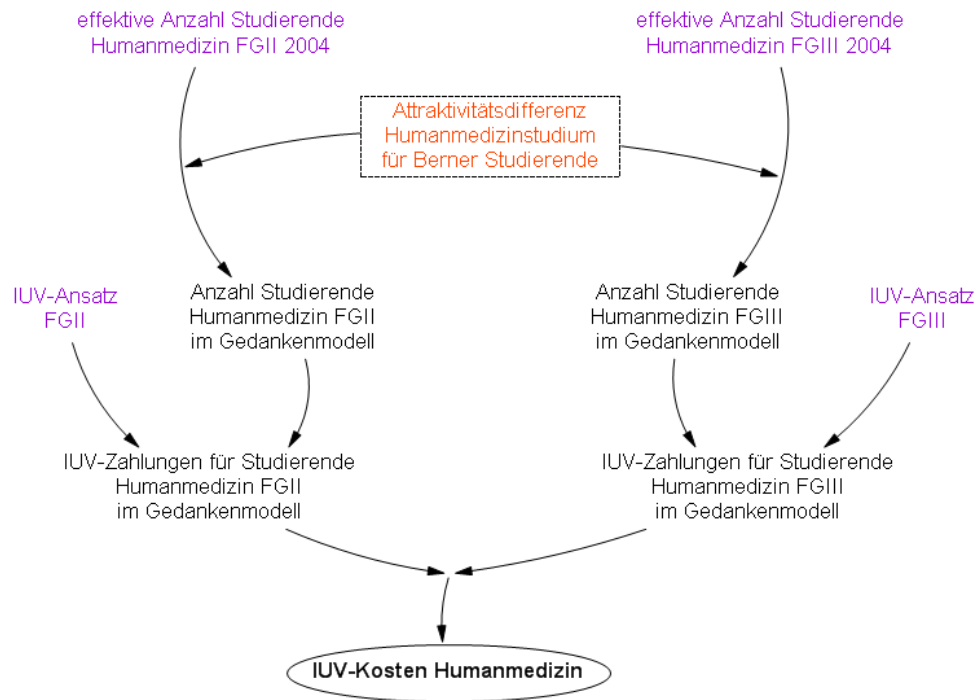 effektive Anzahl Studierende
Humanmedizin FGII 2004
effektive Anzahl Studierende
Humanmedizin FGIII 2004
Attraktivitätsdifferenz
Humanmedizinstudium
für Berner Studierende
IUV-Ansatz
FGII
Anzahl Studierende
Humanmedizin FGII
im Gedankenmodell
Anzahl Studierende
Humanmedizin FGIII
im Gedankenmodell
IUV-Ansatz
FGIII
IUV-Zahlungen für Studierende
Humanmedizin FGII
im Gedankenmodell
IUV-Zahlungen für Studierende
Humanmedizin FGIII
im Gedankenmodell
IUV-Kosten Humanmedizin